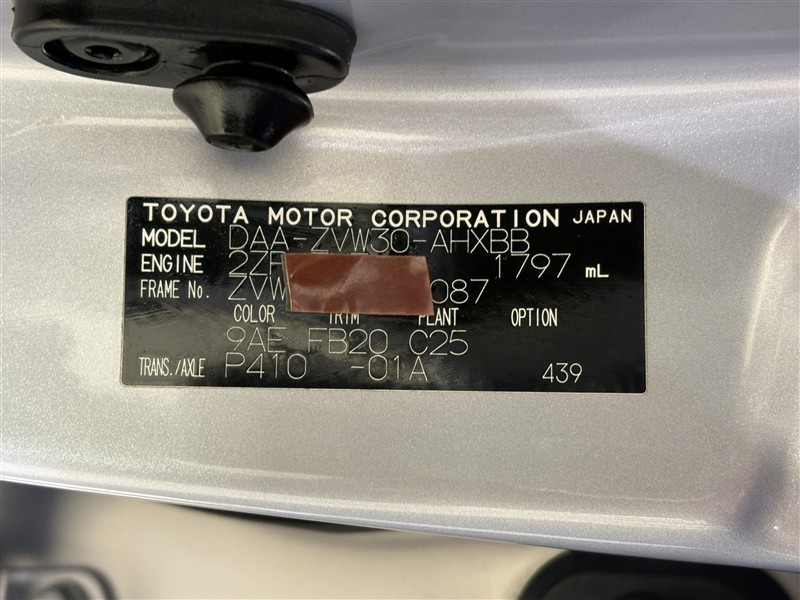 TOYOTA MOTOR CORPORATION JAPAN
MODEL DAA-ZVW30-AHXBB
ENGINE 2ZR 1797 mL
FRAME No. ZVW 087
COLOR TRIM PLANT OPTION
9AE FB20 C25
TRANS./AXLE P410 -01A 439